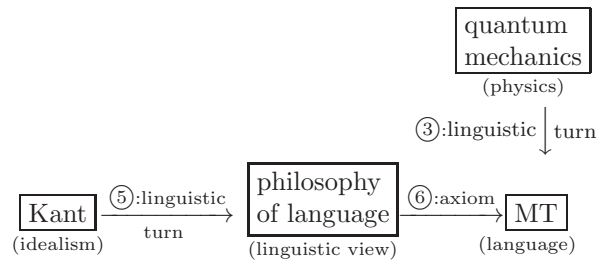 quantum
mechanics
(physics)
③:linguistic turn
Kant
(idealism)
⑤:linguistic
turn
philosophy
of language
(linguistic view)
⑥:axiom
MT
(language)